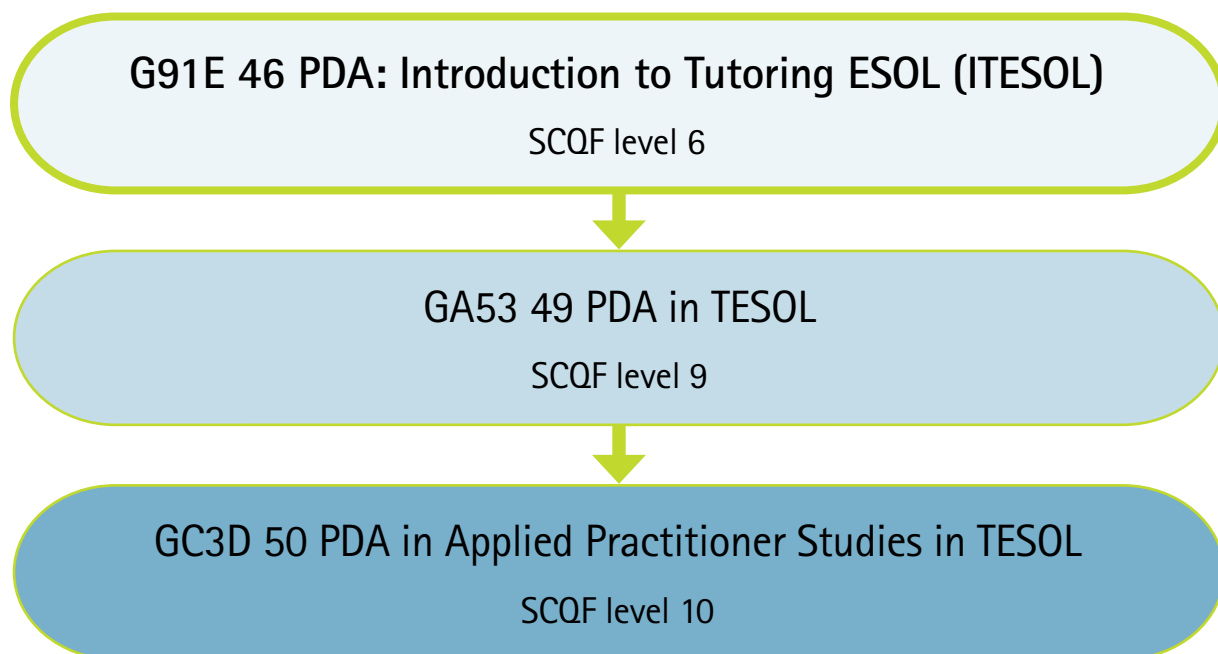 G91E 46 PDA: Introduction to Tutoring ESOL (ITESOL)
SCQF level 6
GA53 49 PDA in TESOL
SCQF level 9
GC3D 50 PDA in Applied Practitioner Studies in TESOL
SCQF level 10